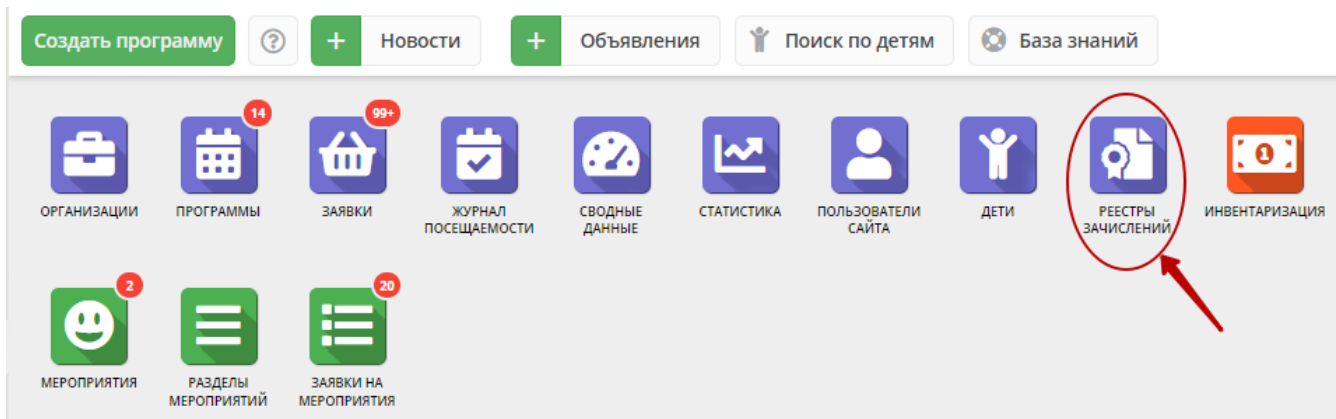 Создать программу ? + Новости + Объявления Поиск по детям База знаний
14 99+
ОРГАНИЗАЦИИ ПРОГРАММЫ ЗАЯВКИ ЖУРНАЛ СВОДНЫЕ СТАТИСТИКА ПОЛЬЗОВАТЕЛИ ДЕТИ РЕЕСТРЫ ИНВЕНТАРИЗАЦИЯ
ПОСЕЩАЕМОСТИ ДАННЫЕ САЙТА ЗАЧИСЛЕНИЙ
2 20
МЕРОПРИЯТИЯ РАЗДЕЛЫ ЗАЯВКИ НА
МЕРОПРИЯТИЙ МЕРОПРИЯТИЯ